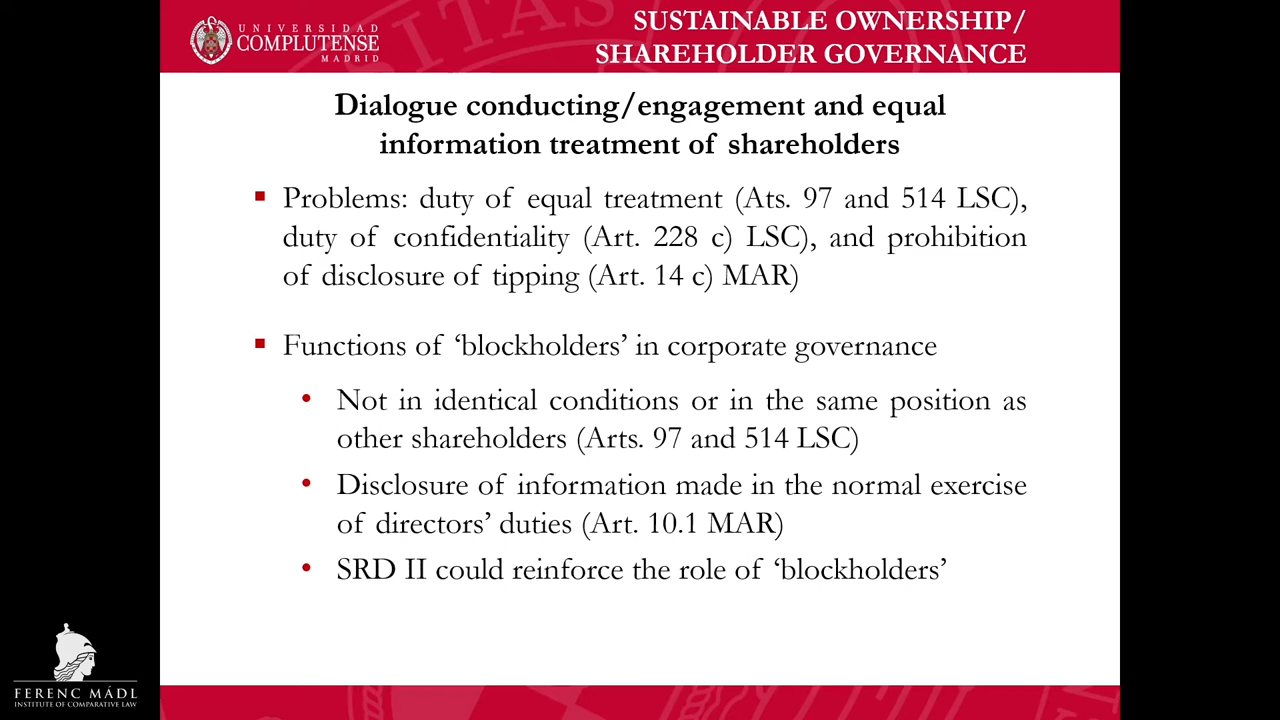 UNIVERSIDAD
COMPLUTENSE
MADRID
SUSTAINABLE OWNERSHIP/
SHAREHOLDER GOVERNANCE
Dialogue conducting/engagement and equal
information treatment of shareholders
▪ Problems: duty of equal treatment (Ats. 97 and 514 LSC),
duty of confidentiality (Art. 228 c) LSC), and prohibition
of disclosure of tipping (Art. 14 c) MAR)
▪ Functions of ‘blockholders’ in corporate governance
• Not in identical conditions or in the same position as
other shareholders (Arts. 97 and 514 LSC)
• Disclosure of information made in the normal exercise
of directors’ duties (Art. 10.1 MAR)
• SRD II could reinforce the role of ‘blockholders’
FERENC MÁDL
INSTITUTE OF COMPARATIVE LAW